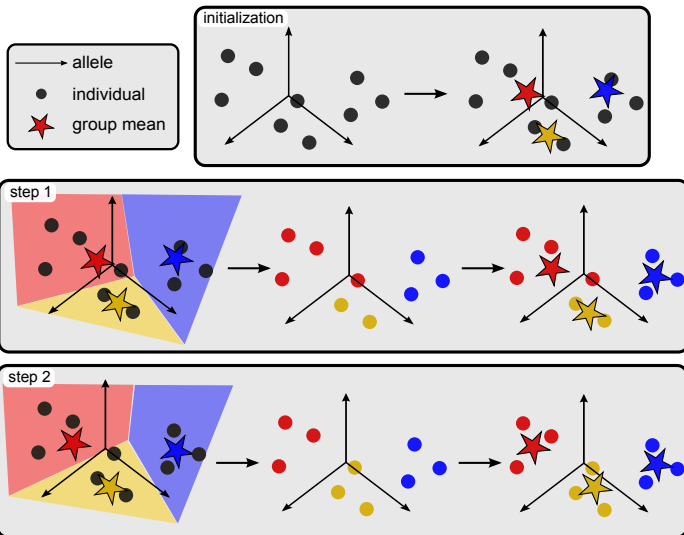 initialization
allele
individual
group mean
step 1
step 2